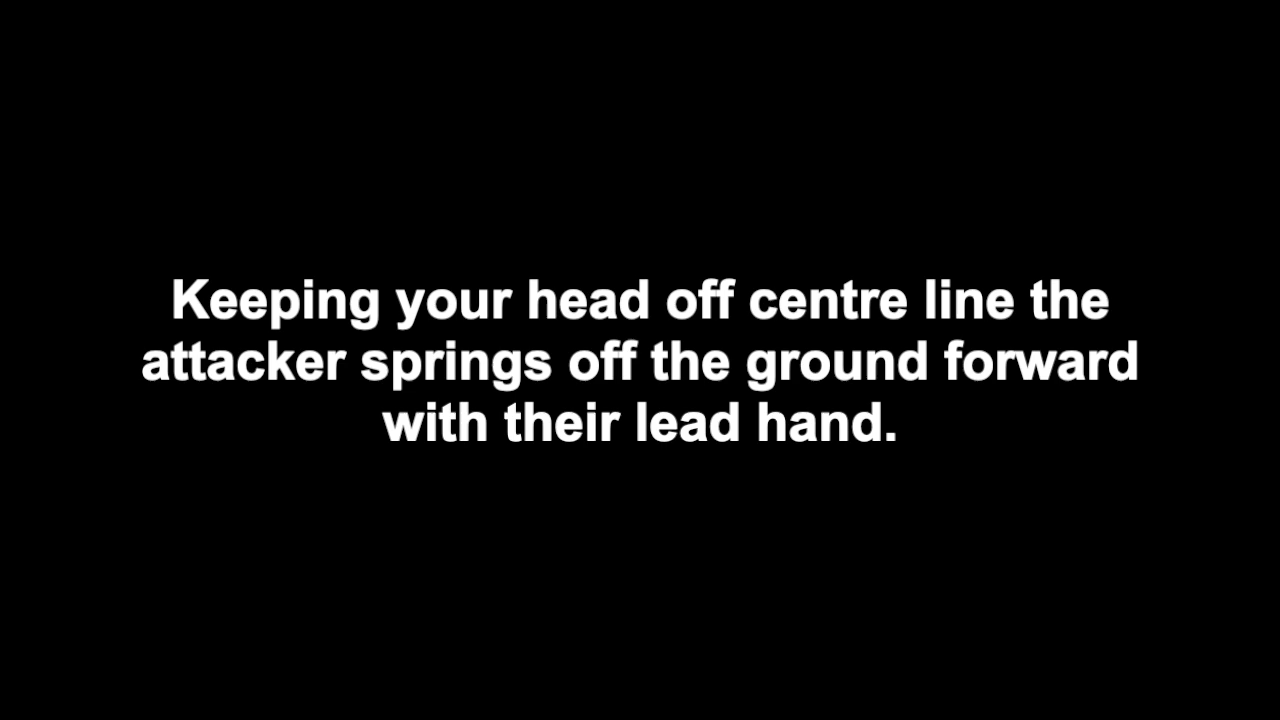 Keeping your head off centre line the
attacker springs off the ground forward
with their lead hand.